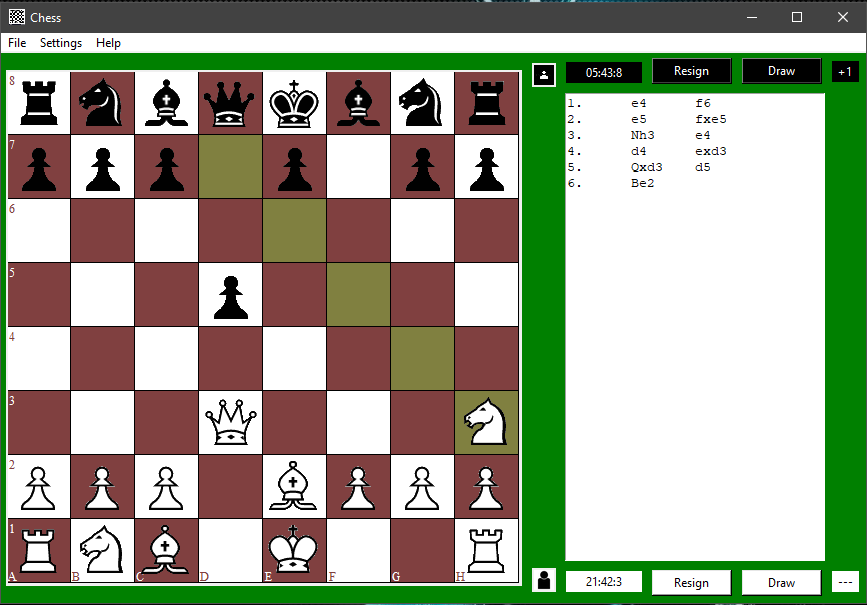 Chess
File Settings Help
05:43:8 Resign Draw +1
8
1. e4 f6
2. e5 fxe5
3. Nh3 e4
4. d4 exd3
5. Qxd3 d5
6. Be2
7
6
5
4
3
2
1
A B C D E F G H
21:42:3 Resign Draw ---